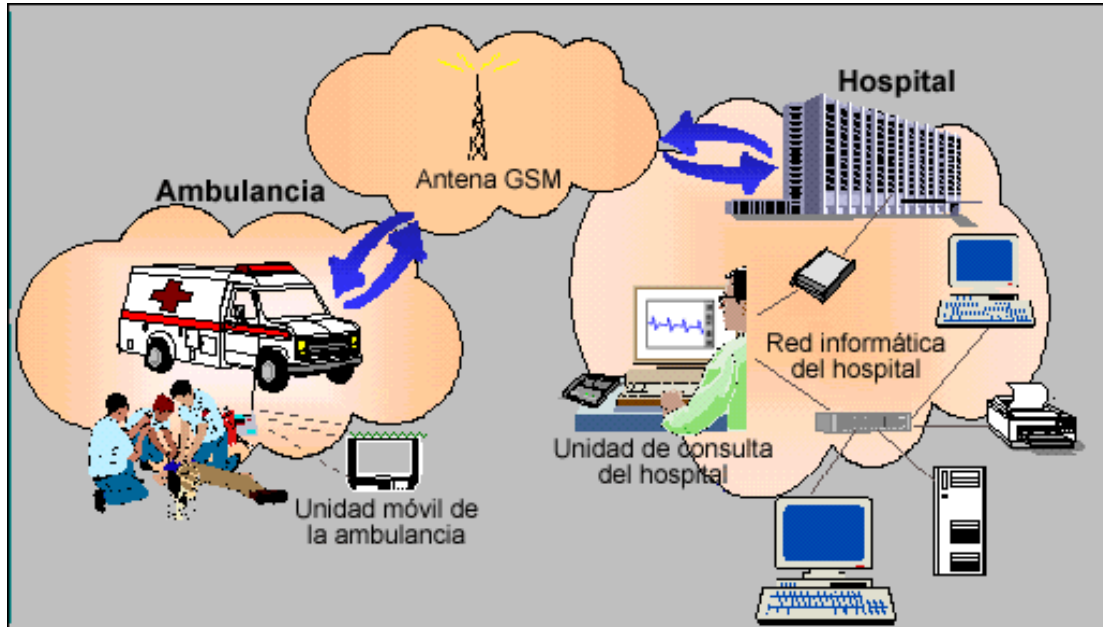 Hospital
Antena GSM
Ambulancia
Red informática
del hospital
Unidad de consulta
del hospital
Unidad móvil de
la ambulancia